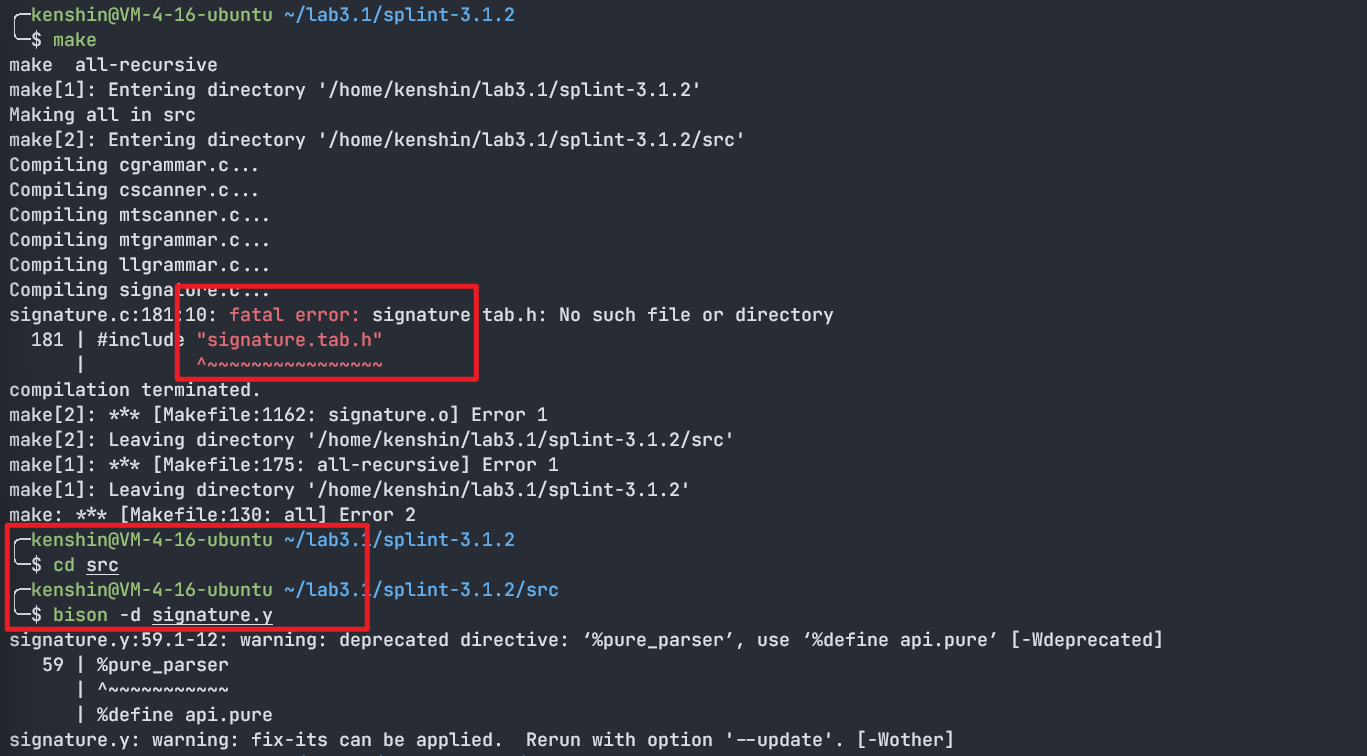 kenshin@VM-4-16-ubuntu ~/lab3.1/splint-3.1.2
$ make
make  all-recursive
make[1]: Entering directory '/home/kenshin/lab3.1/splint-3.1.2'
Making all in src
make[2]: Entering directory '/home/kenshin/lab3.1/splint-3.1.2/src'
Compiling cgrammar.c...
Compiling cscanner.c...
Compiling mtscanner.c...
Compiling mtgrammar.c...
Compiling llgrammar.c...
Compiling signature.c...
signature.c:181:10: fatal error: signature.tab.h: No such file or directory
  181 | #include "signature.tab.h"
      |          ^~~~~~~~~~~~~~~~~
compilation terminated.
make[2]: *** [Makefile:1162: signature.o] Error 1
make[2]: Leaving directory '/home/kenshin/lab3.1/splint-3.1.2/src'
make[1]: *** [Makefile:175: all-recursive] Error 1
make[1]: Leaving directory '/home/kenshin/lab3.1/splint-3.1.2'
make: *** [Makefile:130: all] Error 2
kenshin@VM-4-16-ubuntu ~/lab3.1/splint-3.1.2
$ cd src
kenshin@VM-4-16-ubuntu ~/lab3.1/splint-3.1.2/src
$ bison -d signature.y
signature.y:59.1-12: warning: deprecated directive: ‘%pure_parser’, use ‘%define api.pure’ [-Wdeprecated]
   59 | %pure_parser
      | ^~~~~~~~~~~~
      | %define api.pure
signature.y: warning: fix-its can be applied.  Rerun with option '--update'. [-Wother]